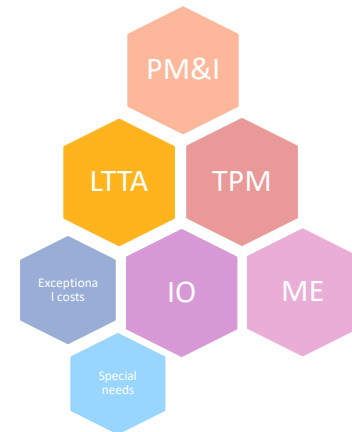 PM&I
LTTA
TPM
Exceptiona
l costs
IO
ME
Special
needs